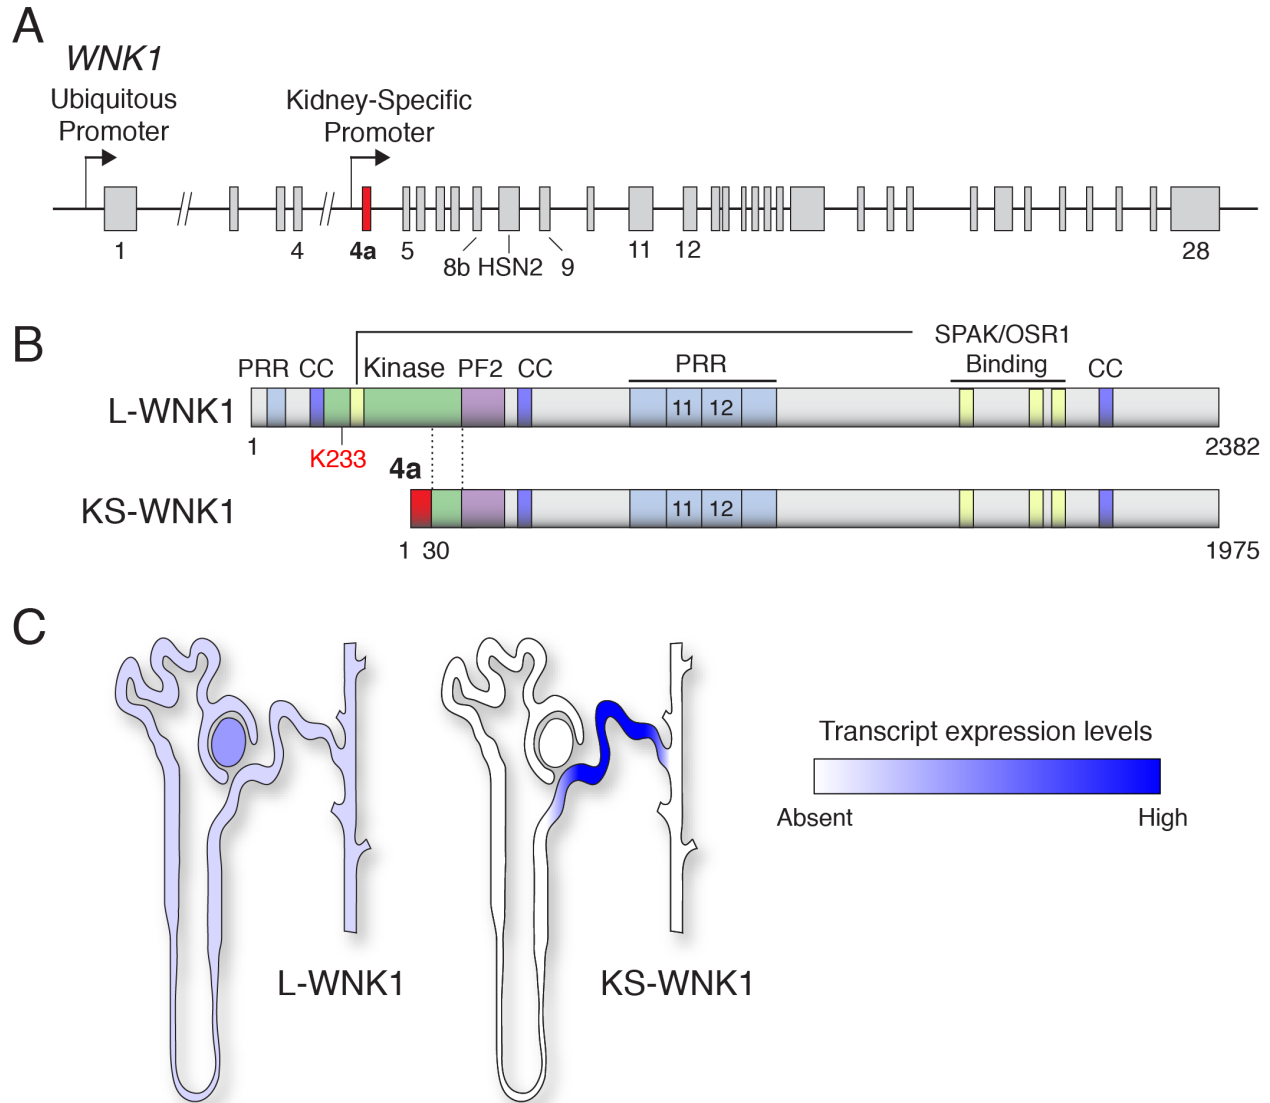 A
WNK1
Ubiquitous
Promoter
Kidney-Specific
Promoter
1
4
4a
5
8b
HSN2
9
11
12
28
B
SPAK/OSR1
Binding
PRR
CC
Kinase
PF2
CC
PRR
CC
L-WNK1
11
12
1
K233
2382
4a
KS-WNK1
11
12
1
30
1975
C
Transcript expression levels
Absent
High
L-WNK1
KS-WNK1